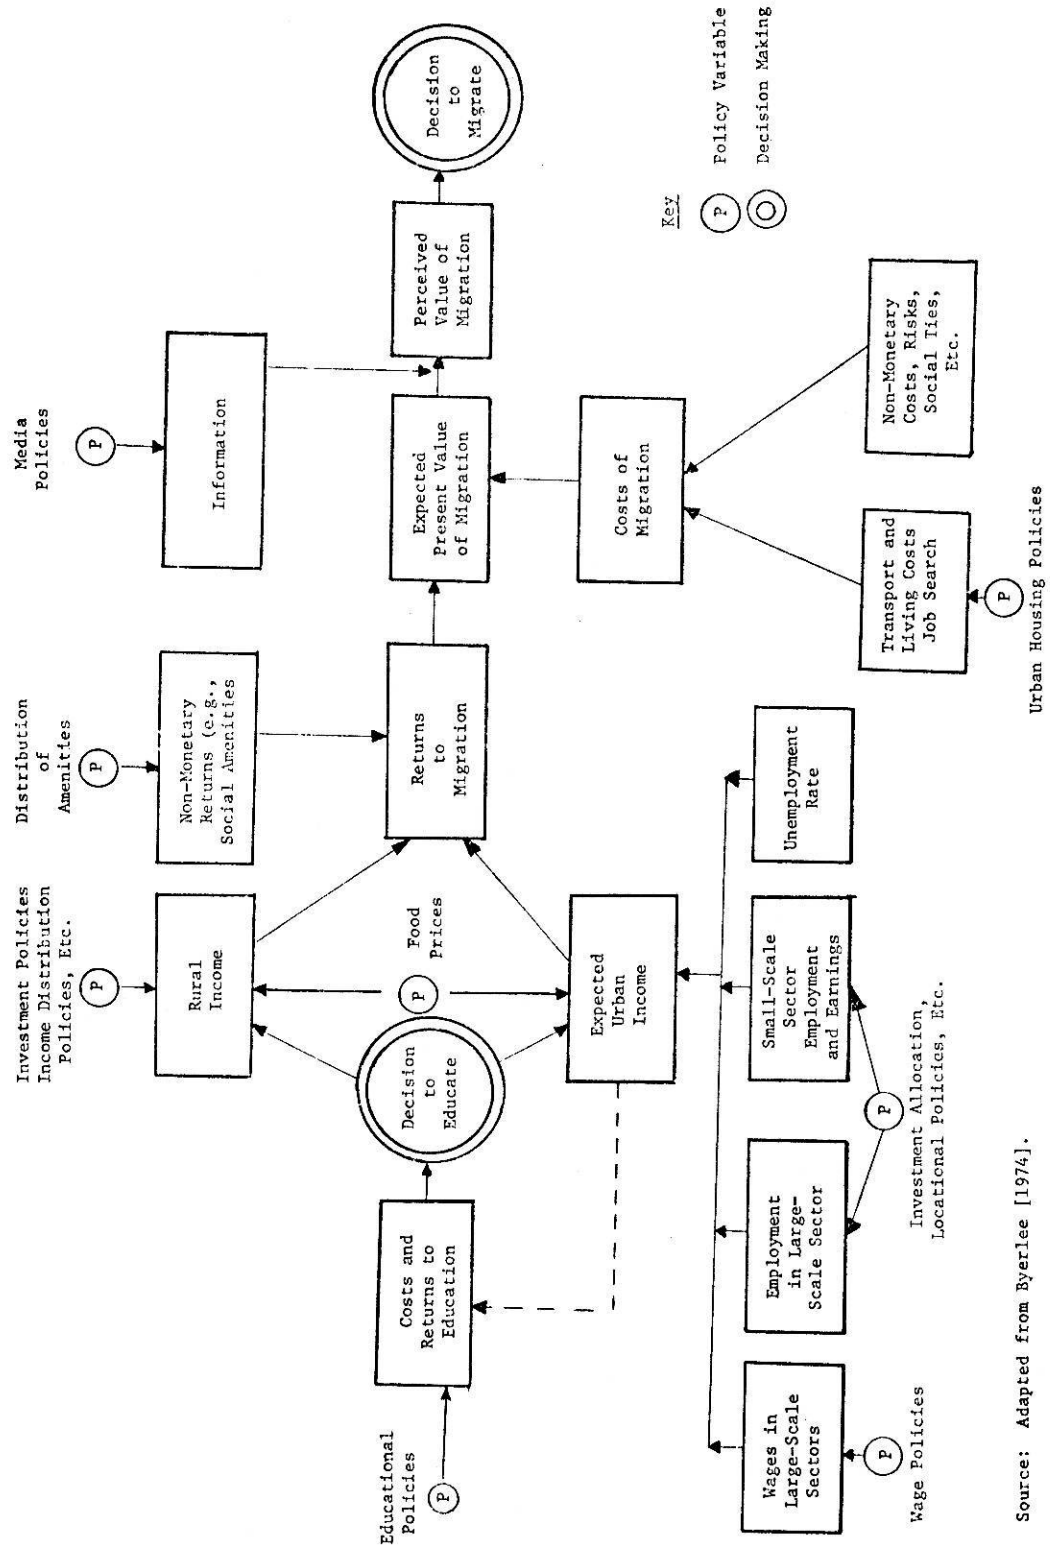 Investment Policies
Income Distribution
Policies, Etc.
P
Distribution
of
Amenities
P
Media
Policies
P
Rural
Income
Non-Monetary
Returns (e.g.,
Social Amenities
Information
Educational
Policies
P
Costs and
Returns to
Education
Decision
to
Educate
P
Food
Prices
Returns
to
Migration
Expected
Present Value
of Migration
Perceived
Value of
Migration
Decision
to
Migrate
Expected
Urban
Income
Costs of
Migration
Key
P
Policy Variable
Decision Making
Wages in
Large-Scale
Sectors
Employment
in Large-
Scale Sector
Small-Scale
Sector
Employment
and Earnings
Unemployment
Rate
Transport and
Living Costs
Job Search
Non-Monetary
Costs, Risks,
Social Ties,
Etc.
P
Wage Policies
P
Investment Allocation,
Locational Policies, Etc.
P
Urban Housing Policies
Source: Adapted from Byerlee [1974].